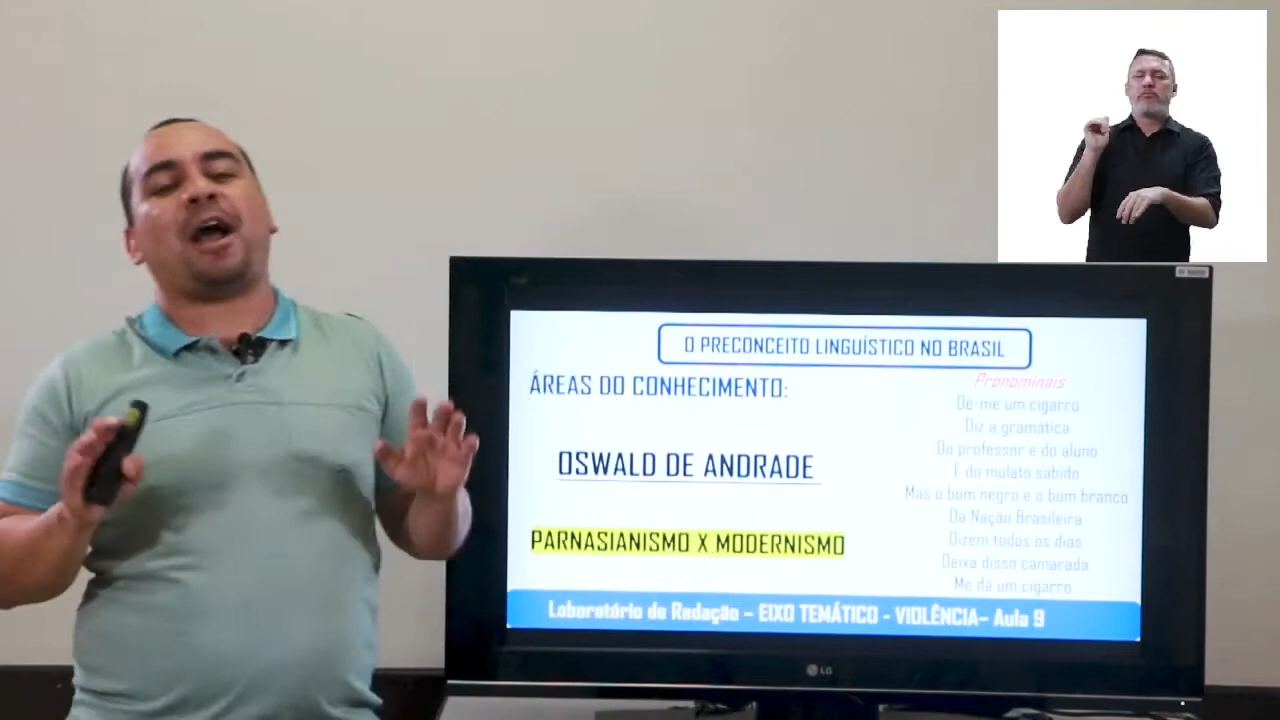 O PRECONCEITO LINGUÍSTICO NO BRASIL
ÁREAS DO CONHECIMENTO:
OSWALD DE ANDRADE
PARNASIANISMO X MODERNISMO
Pronominais
Dê-me um cigarro
Diz a gramática
Do professor e do aluno
E do mulato sabido
Mas o bom negro e o bom branco
Da Nação Brasileira
Dizem todos os dias
Deixa disso camarada
Me dá um cigarro
Laboratório de Redação – EIXO TEMÁTICO - VIOLÊNCIA– Aula 9
LG